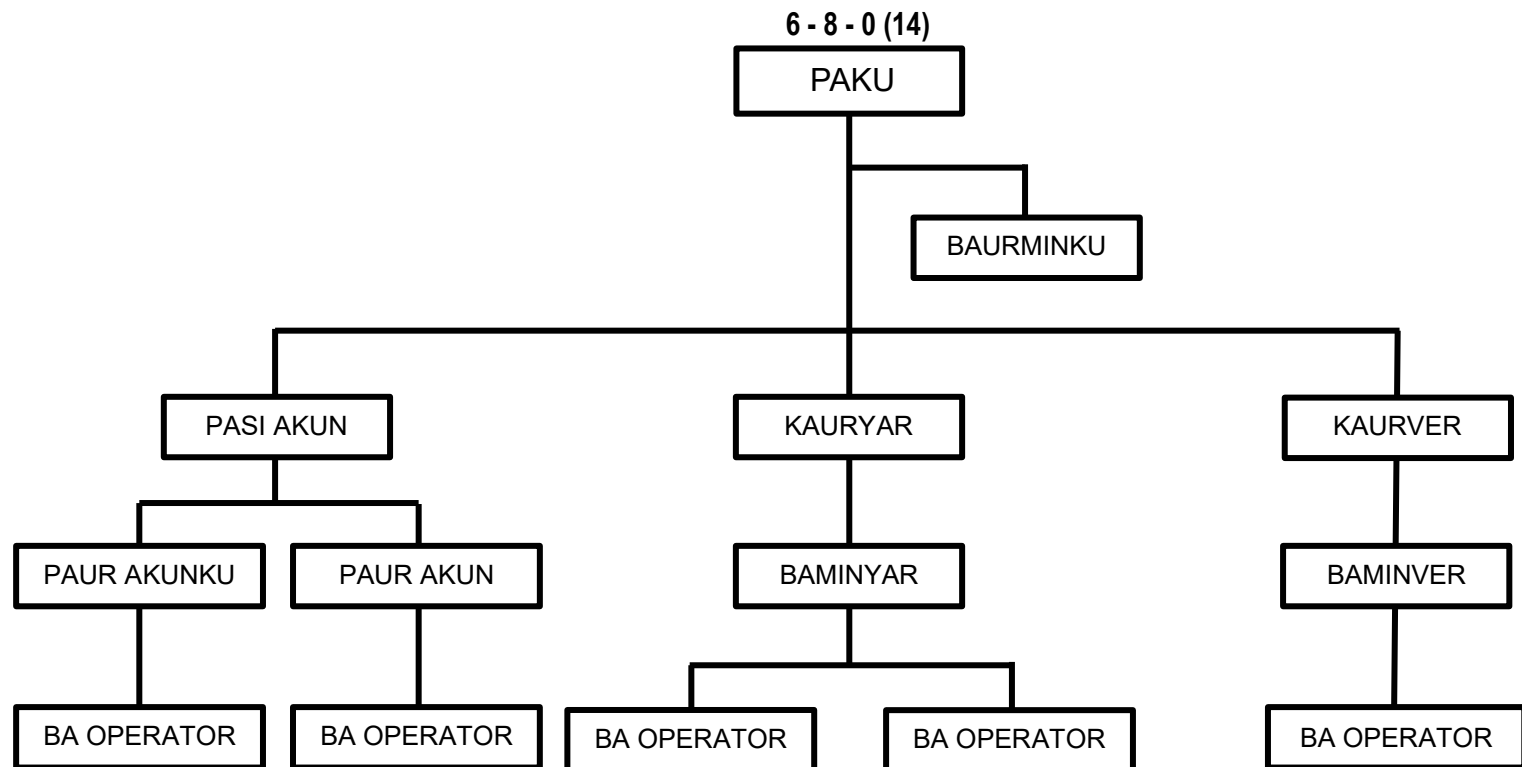 6 - 8 - 0 (14)
PAKU
BAURMINKU
PASI AKUN
KAURYAR
KAURVER
PAUR AKUNKU
PAUR AKUN
BAMINYAR
BAMINVER
BA OPERATOR
BA OPERATOR
BA OPERATOR
BA OPERATOR
BA OPERATOR